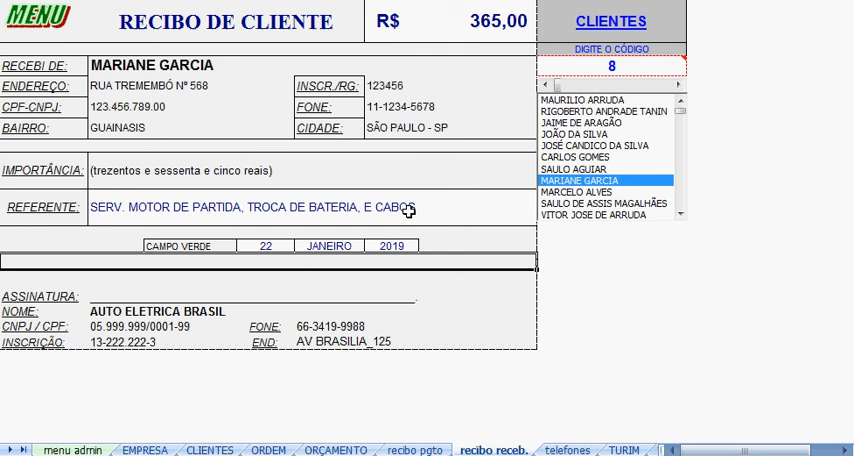 MENU RECIBO DE CLIENTE R$ 365,00 CLIENTES
DIGITE O CÓDIGO
RECEBI DE: MARIANE GARCIA 8
ENDEREÇO: RUA TREMEMBÓ Nº 568 INSCR./RG: 123456
CPF-CNPJ: 123.456.789.00 FONE: 11-1234-5678
BAIRRO: GUAINASIS CIDADE: SÃO PAULO - SP
MAURILIO ARRUDA
RIGOBERTO ANDRADE TANIN
JAIME DE ARAGÃO
JOÃO DA SILVA
JOSÉ CANDICO DA SILVA
CARLOS GOMES
SAULO AGUIAR
MARIANE GARCIA
MARCELO ALVES
SAULO DE ASSIS MAGALHÃES
VITOR JOSE DE ARRUDA
IMPORTÂNCIA: (trezentos e sessenta e cinco reais)
REFERENTE: SERV. MOTOR DE PARTIDA, TROCA DE BATERIA, E CABOS
CAMPO VERDE 22 JANEIRO 2019
ASSINATURA: .
NOME: AUTO ELETRICA BRASIL
CNPJ / CPF: 05.999.999/0001-99 FONE: 66-3419-9988
INSCRIÇÃO: 13-222.222-3 END: AV BRASILIA_125
menu admin EMPRESA CLIENTES ORDEM ORÇAMENTO recibo pgto recibo receb. telefones TURIM